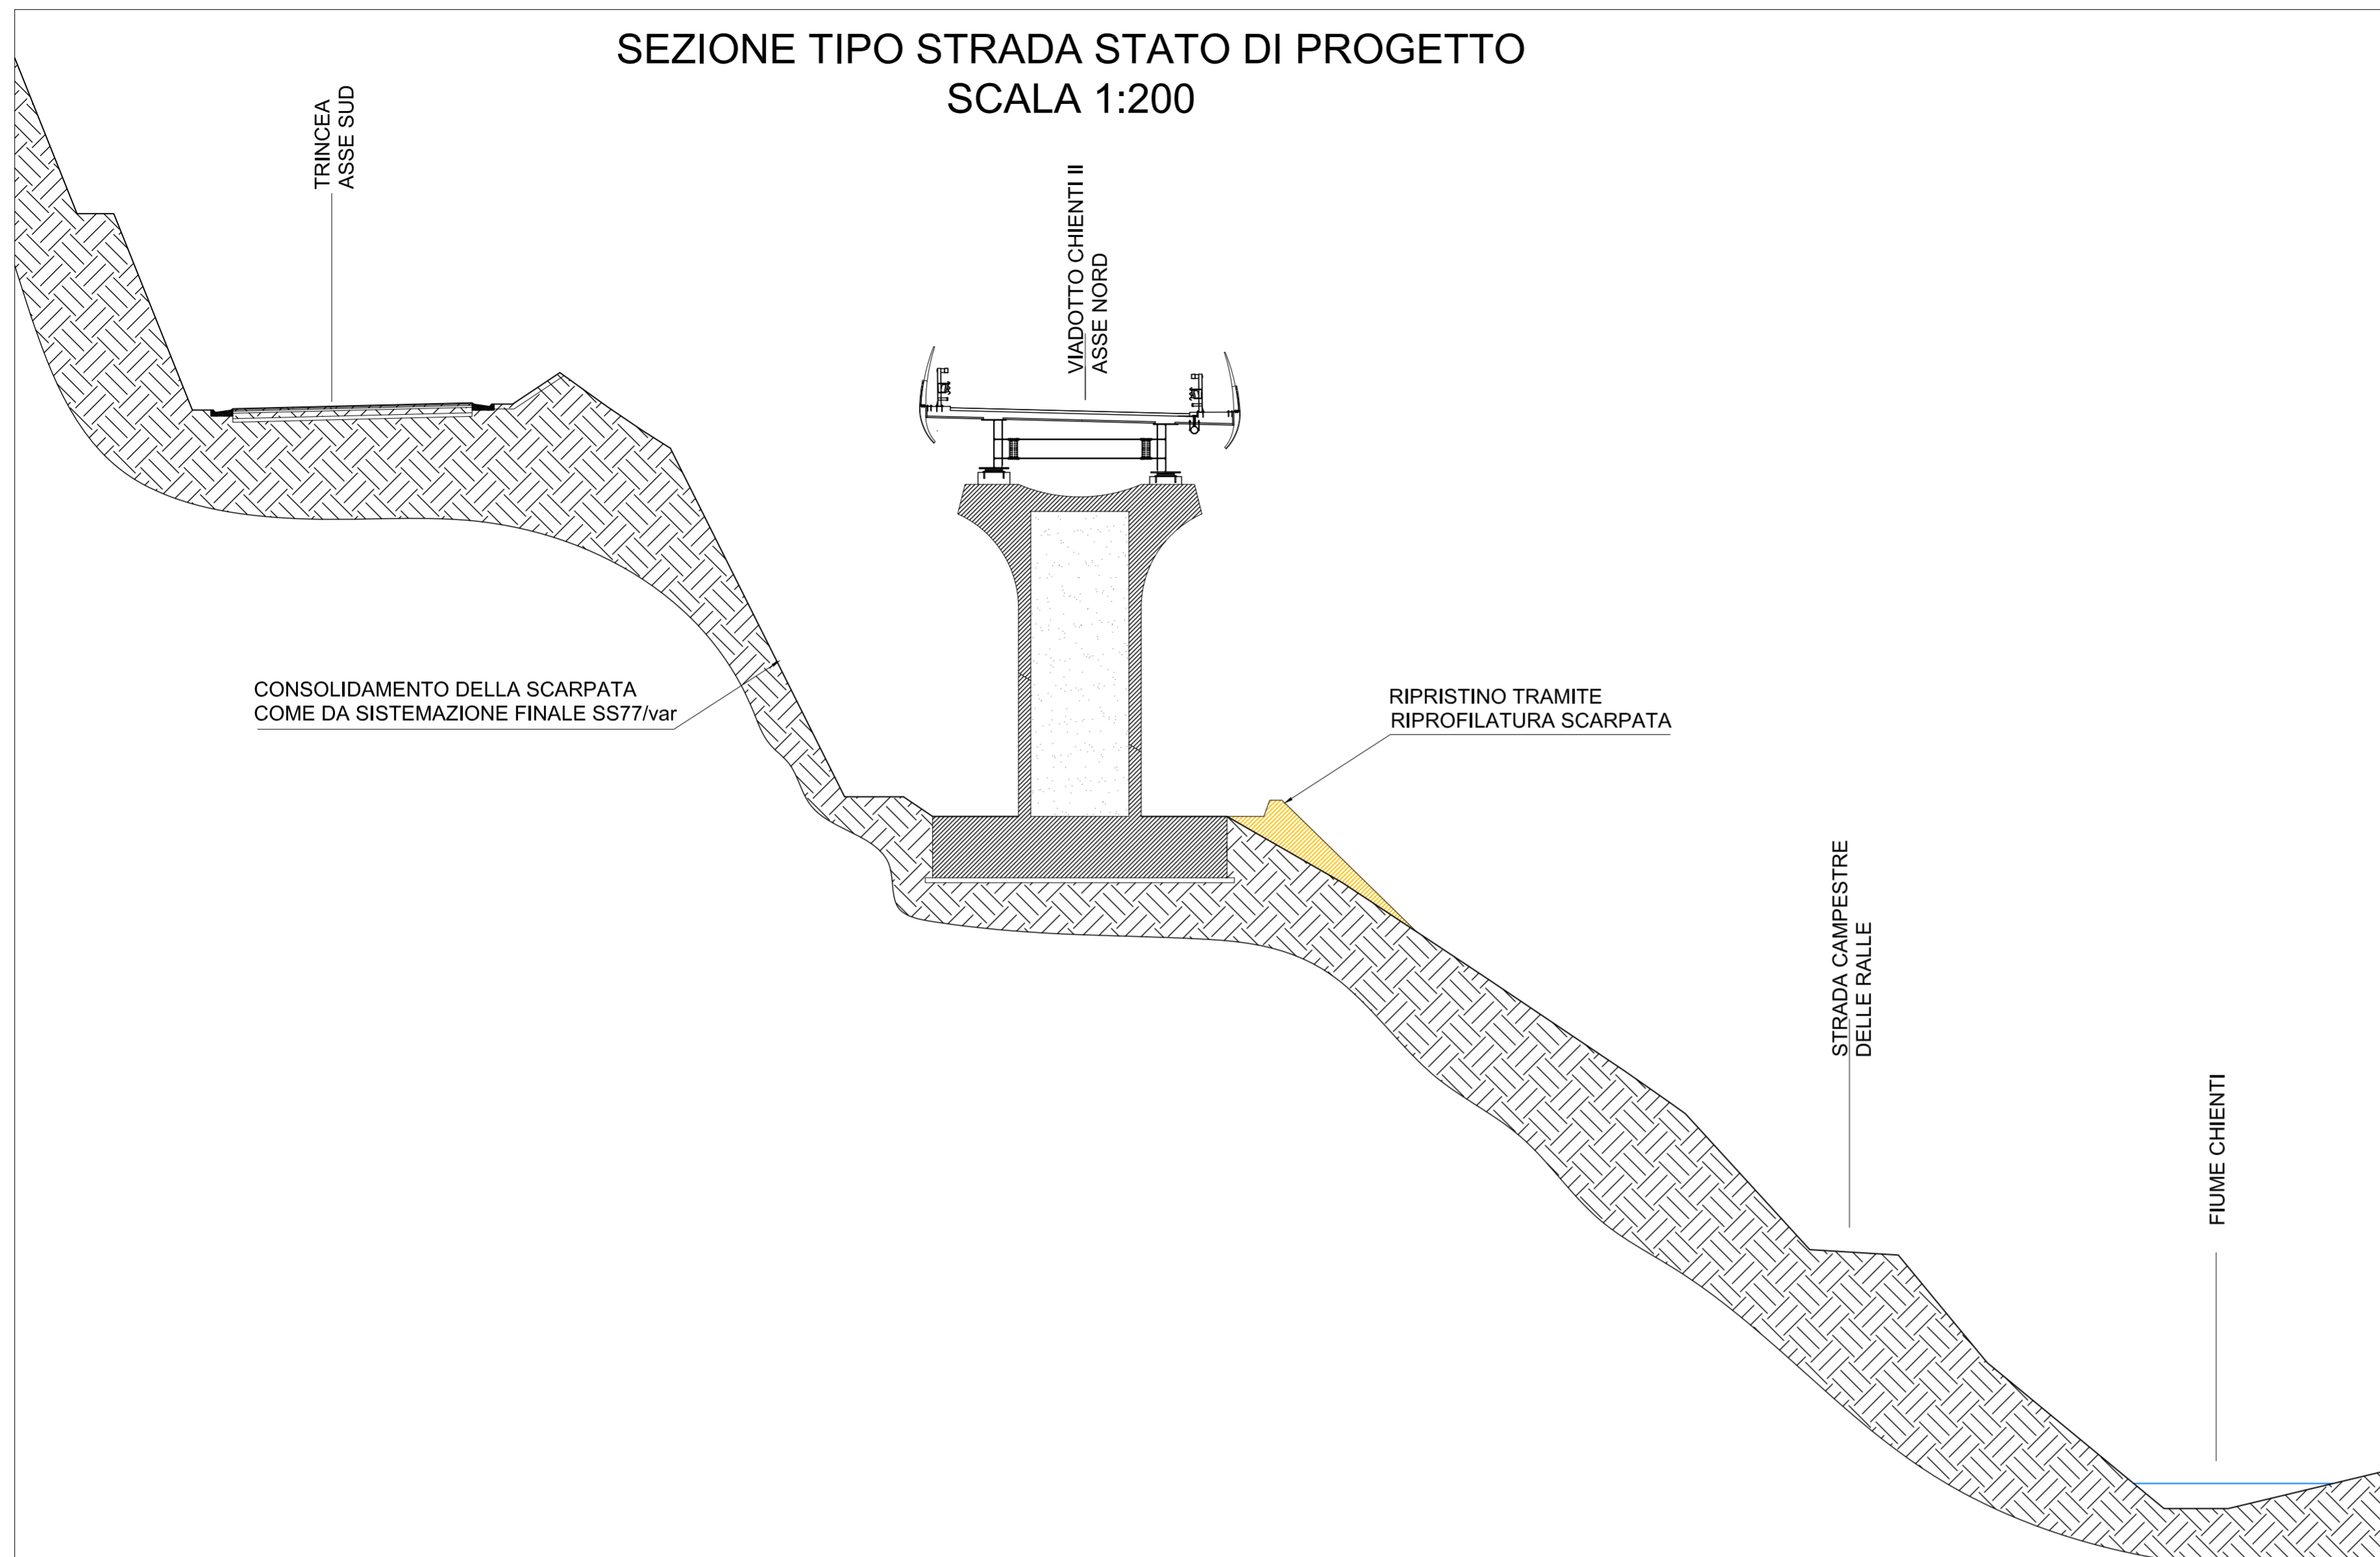 SEZIONE TIPO STRADA STATO DI PROGETTO
SCALA 1:200
TRINCEA
ASSE SUD
VIADOTTO CHIENTI II
ASSE NORD
CONSOLIDAMENTO DELLA SCARPATA
COME DA SISTEMAZIONE FINALE SS77/var
RIPRISTINO TRAMITE
RIPROFILATURA SCARPATA
STRADA CAMPESTRE
DELLE RALLE
FIUME CHIENTI